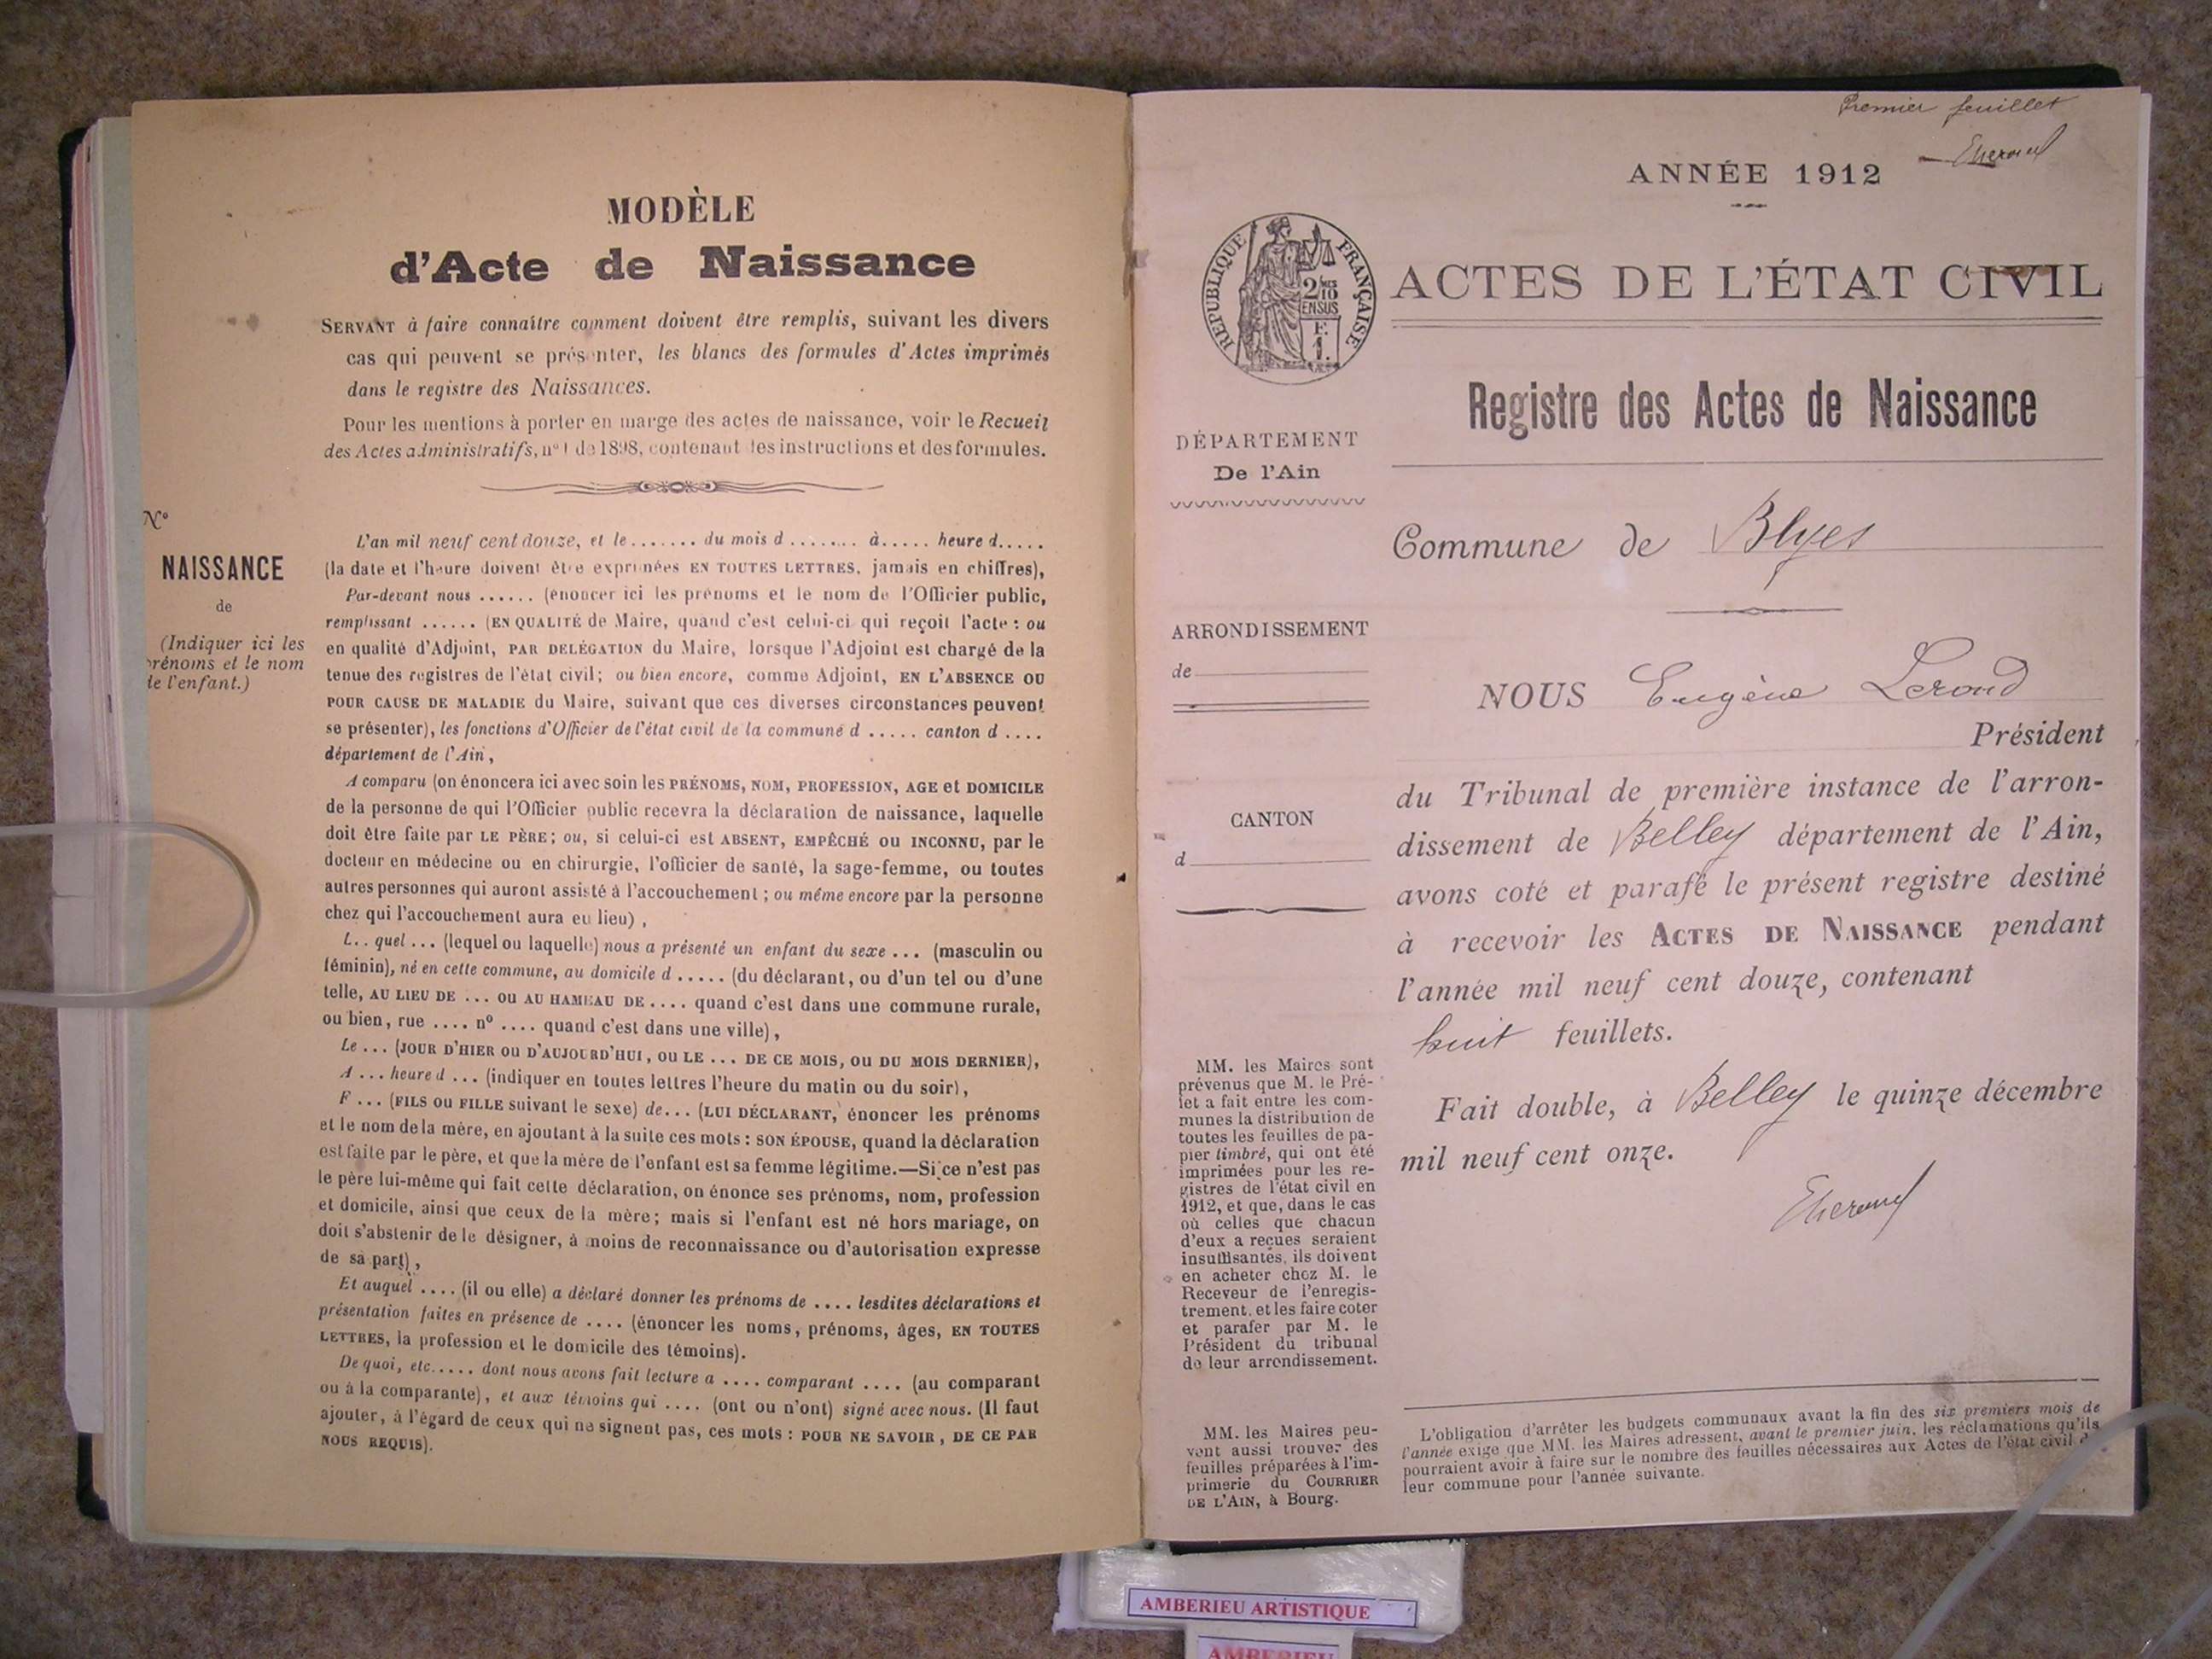 MODÈLE
d'Acte de Naissance
SERVANT à faire connaître comment doivent être remplis, suivant les divers
cas qui peuvent se présenter, les blancs des formules d'Actes imprimés
dans le registre des Naissances.
Pour les mentions à porter en marge des actes de naissance, voir le Recueil
des Actes administratifs, n° 1 de 1898, contenant les instructions et des formules.
N°
NAISSANCE
de
(Indiquer ici les
prénoms et le nom
de l'enfant.)
L'an mil neuf cent douze, et le ....... du mois d ........ à ..... heure d.....
(la date et l'heure doivent être exprimées EN TOUTES LETTRES, jamais en chiffres),
Par-devant nous ...... (énoncer ici les prénoms et le nom de l'Officier public,
remplissant ...... (EN QUALITÉ de Maire, quand c'est celui-ci qui reçoit l'acte : ou
en qualité d'Adjoint, PAR DELÉGATION du Maire, lorsque l'Adjoint est chargé de la
tenue des registres de l'état civil; ou bien encore, comme Adjoint, EN L'ABSENCE OU
POUR CAUSE DE MALADIE du Maire, suivant que ces diverses circonstances peuvent
se présenter), les fonctions d'Officier de l'état civil de la commune d ..... canton d ....
département de l'Ain,
A comparu (on énoncera ici avec soin les PRÉNOMS, NOM, PROFESSION, AGE et DOMICILE
de la personne de qui l'Officier public recevra la déclaration de naissance, laquelle
doit être faite par LE PÈRE; ou, si celui-ci est ABSENT, EMPÊCHÉ OU INCONNU, par le
docteur en médecine ou en chirurgie, l'officier de santé, la sage-femme, ou toutes
autres personnes qui auront assisté à l'accouchement ; ou même encore par la personne
chez qui l'accouchement aura eu lieu),
L.. quel ... (lequel ou laquelle) nous a présenté un enfant du sexe ... (masculin ou
féminin), né en cette commune, au domicile d ..... (du déclarant, ou d'un tel ou d'une
telle, AU LIEU DE ... OU AU HAMEAU DE .... quand c'est dans une commune rurale,
ou bien, rue .... n° .... quand c'est dans une ville),
Le ... (JOUR D'HIER OU D'AUJOURD'HUI, OU LE ... DE CE MOIS, OU DU MOIS DERNIER),
A ... heure d ... (indiquer en toutes lettres l'heure du matin ou du soir),
F ... (FILS OU FILLE suivant le sexe) de... (LUI DÉCLARANT, énoncer les prénoms
et le nom de la mère, en ajoutant à la suite ces mots : SON ÉPOUSE, quand la déclaration
est faite par le père, et que la mère de l'enfant est sa femme légitime.—Si ce n'est pas
le père lui-même qui fait cette déclaration, on énonce ses prénoms, nom, profession
et domicile, ainsi que ceux de la mère; mais si l'enfant est né hors mariage, on
doit s'abstenir de le désigner, à moins de reconnaissance ou d'autorisation expresse
de sa part),
Et auquel .... (il ou elle) a déclaré donner les prénoms de .... lesdites déclarations et
présentation faites en présence de .... (énoncer les noms, prénoms, âges, EN TOUTES
LETTRES, la profession et le domicile des témoins).
De quoi, etc..... dont nous avons fait lecture a .... comparant .... (au comparant
ou à la comparante), et aux témoins qui .... (ont ou n'ont) signé avec nous. (Il faut
ajouter, à l'égard de ceux qui ne signent pas, ces mots : POUR NE SAVOIR, DE CE PAR
NOUS REQUIS).
Premier feuillet
ANNÉE 1912
RÉPUBLIQUE FRANÇAISE
2/10
EN SUS
F.
1.
ACTES DE L'ÉTAT CIVIL
Registre des Actes de Naissance
DÉPARTEMENT
De l'Ain
Commune de Blyes
ARRONDISSEMENT
de
NOUS Eugène Lerond
Président
CANTON
d
du Tribunal de première instance de l'arron-
dissement de Belley département de l'Ain,
avons coté et parafé le présent registre destiné
à recevoir les ACTES DE NAISSANCE pendant
l'année mil neuf cent douze, contenant
huit feuillets.
Fait double, à Belley le quinze décembre
mil neuf cent onze.
MM. les Maires sont
prévenus que M. le Pré-
fet a fait entre les com-
munes la distribution de
toutes les feuilles de pa-
pier timbré, qui ont été
imprimées pour les re-
gistres de l'état civil en
1912, et que, dans le cas
où celles que chacun
d'eux a reçues seraient
insuffisantes, ils doivent
en acheter chez M. le
Receveur de l'enregis-
trement, et les faire coter
et parafer par M. le
Président du tribunal
de leur arrondissement.
MM. les Maires peu-
vent aussi trouver des
feuilles préparées à l'im-
primerie du COURRIER
DE L'AIN, à Bourg.
L'obligation d'arrêter les budgets communaux avant la fin des six premiers mois de
l'année exige que MM. les Maires adressent, avant le premier juin, les réclamations qu'ils
pourraient avoir à faire sur le nombre des feuilles nécessaires aux Actes de l'état civil de
leur commune pour l'année suivante.
AMBERIEU ARTISTIQUE
AMBERIEU